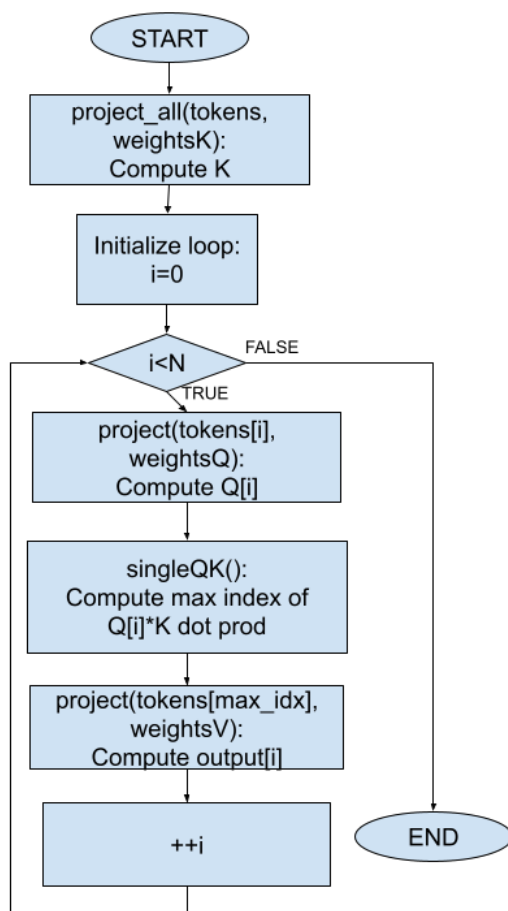 START
project_all(tokens,
weightsK):
Compute K
Initialize loop:
i=0
i<N
FALSE
TRUE
project(tokens[i],
weightsQ):
Compute Q[i]
singleQK():
Compute max index of
Q[i]*K dot prod
project(tokens[max_idx],
weightsV):
Compute output[i]
++i
END